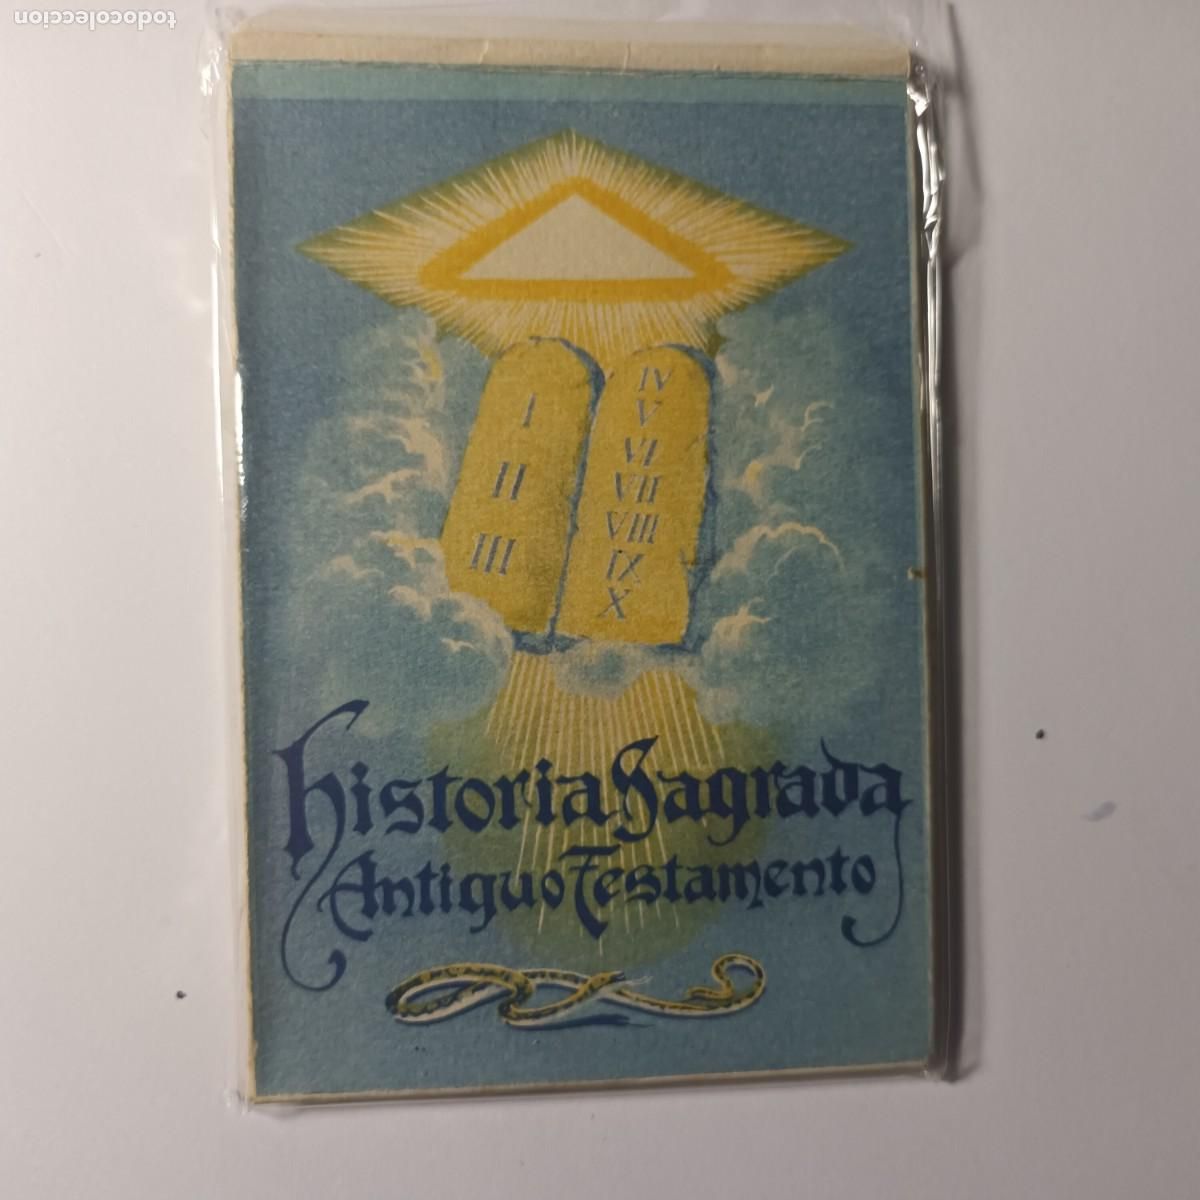 todocoleccion
I
II
III
IV
V
VI
VII
VIII
IX
X
Historia Sagrada
Antiguo Testamento